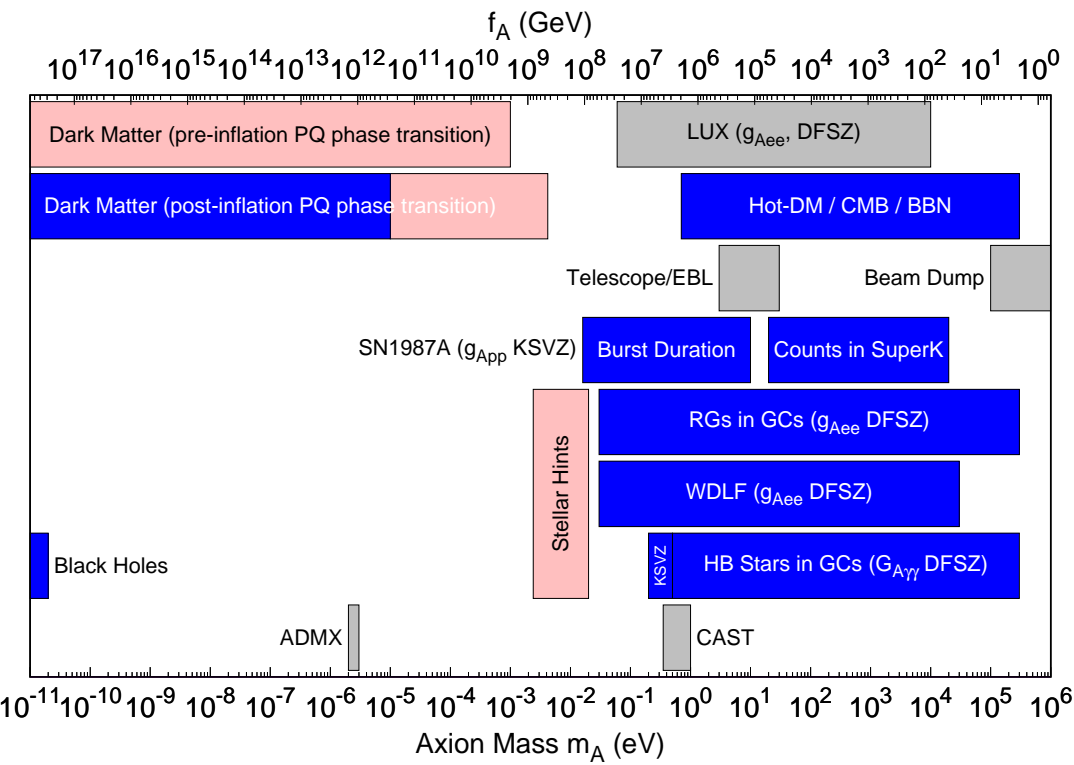 f_A (GeV)
10^17 10^16 10^15 10^14 10^13 10^12 10^11 10^10 10^9 10^8 10^7 10^6 10^5 10^4 10^3 10^2 10^1 10^0
Dark Matter (pre-inflation PQ phase transition) LUX (g_Aee, DFSZ)
Dark Matter (post-inflation PQ phase transition) Hot-DM / CMB / BBN
Telescope/EBL Beam Dump
SN1987A (g_App KSVZ) Burst Duration Counts in SuperK
RGs in GCs (g_Aee DFSZ)
Stellar Hints
WDLF (g_Aee DFSZ)
Black Holes KSVZ HB Stars in GCs (G_Aγγ DFSZ)
ADMX CAST
10^-11 10^-10 10^-9 10^-8 10^-7 10^-6 10^-5 10^-4 10^-3 10^-2 10^-1 10^0 10^1 10^2 10^3 10^4 10^5 10^6
Axion Mass m_A (eV)